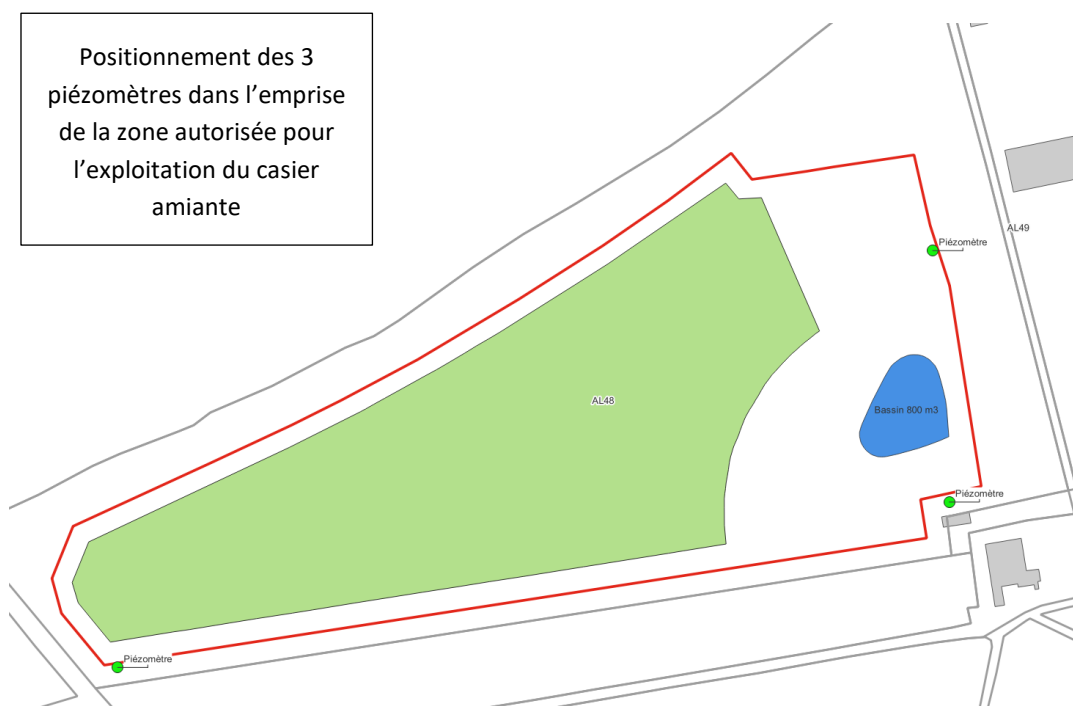 Positionnement des 3
piézomètres dans l’emprise
de la zone autorisée pour
l’exploitation du casier
amiante
AL49
Piézomètre
AL48
Bassin 800 m3
Piézomètre
Piézomètre